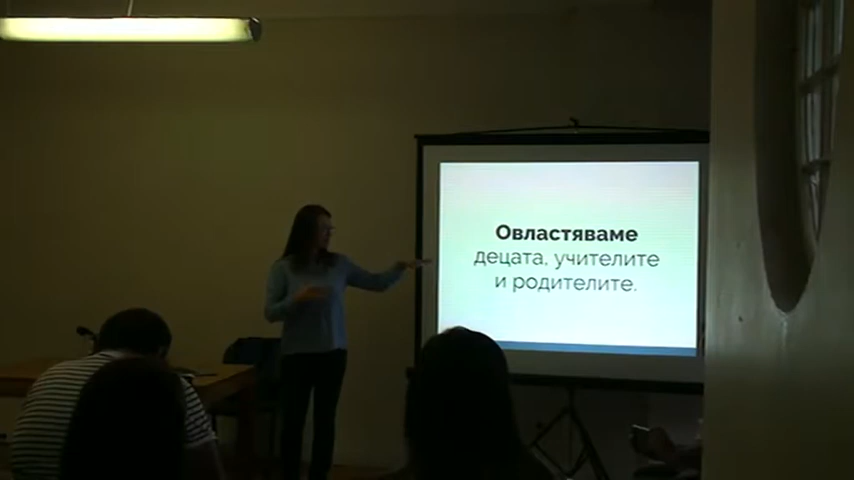 Овластяваме
децата, учителите
и родителите.